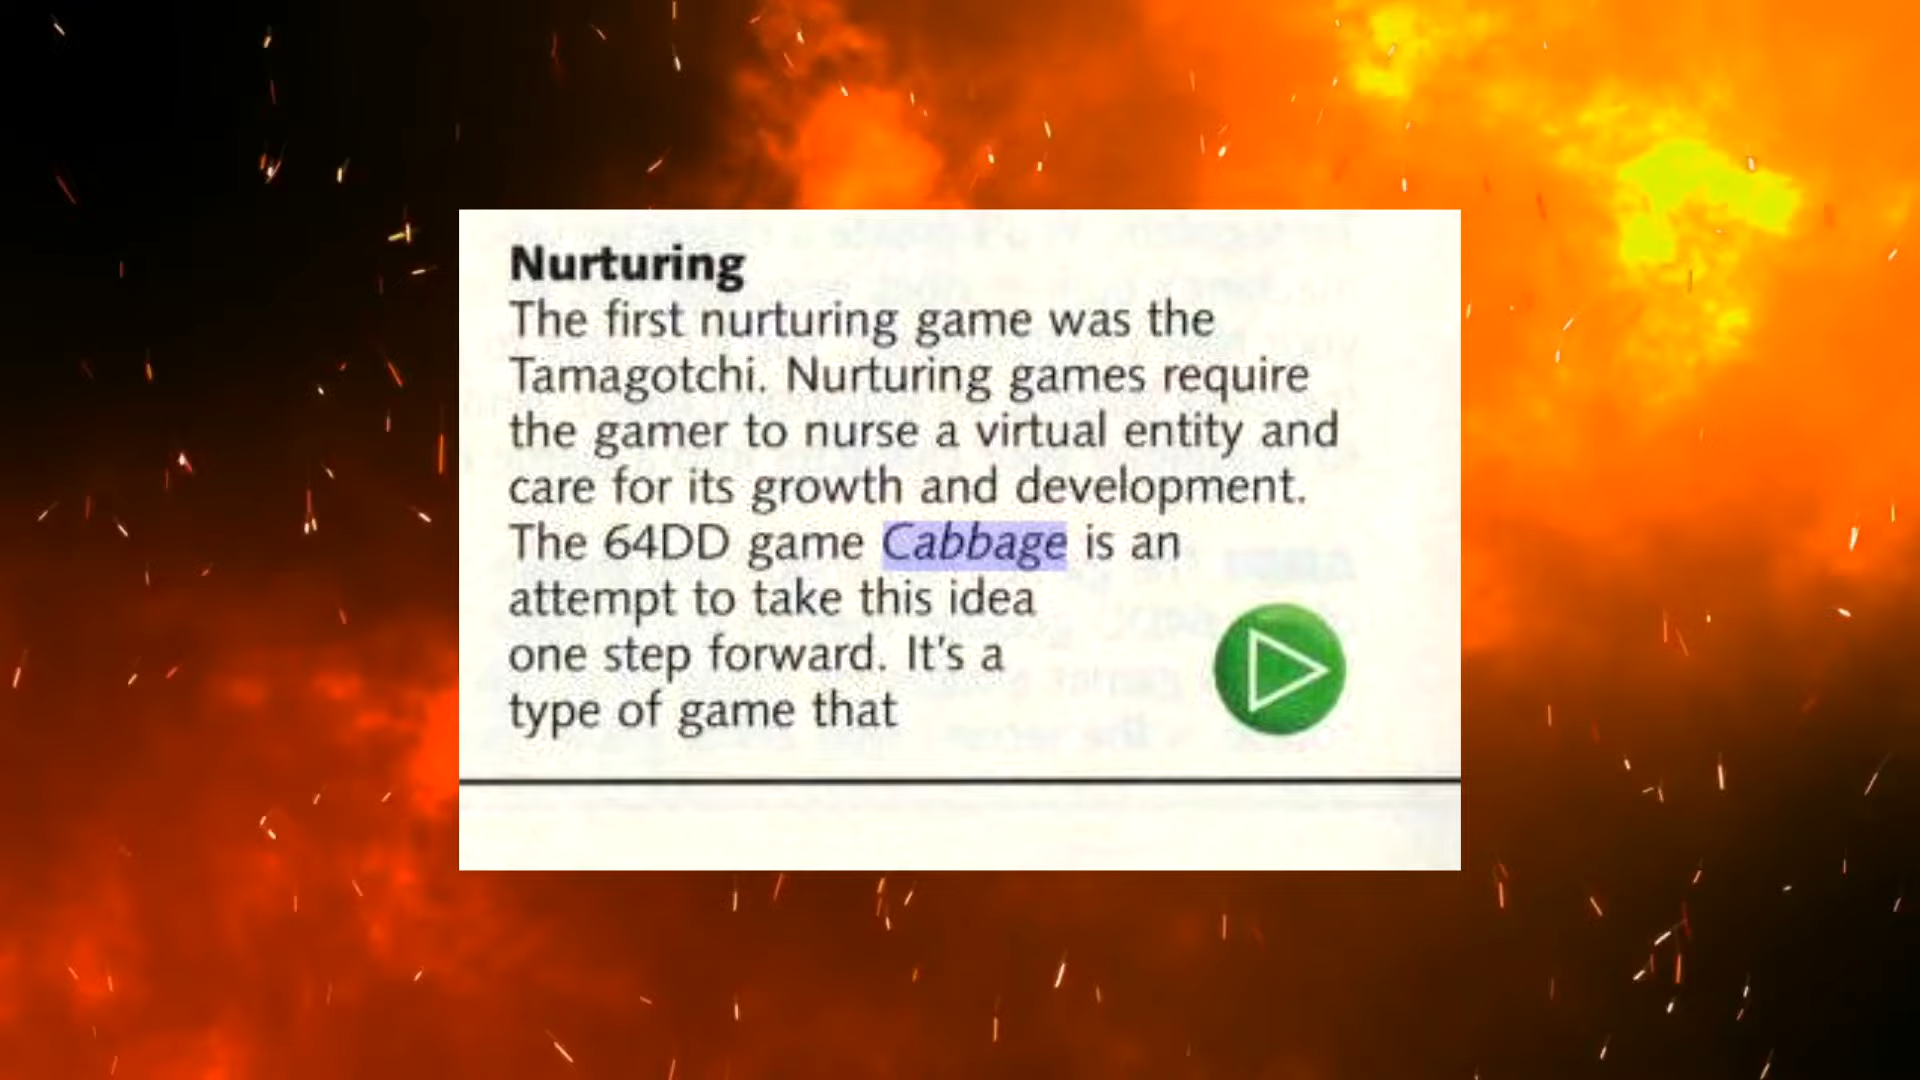 Nurturing
The first nurturing game was the
Tamagotchi. Nurturing games require
the gamer to nurse a virtual entity and
care for its growth and development.
The 64DD game Cabbage is an
attempt to take this idea
one step forward. It's a
type of game that